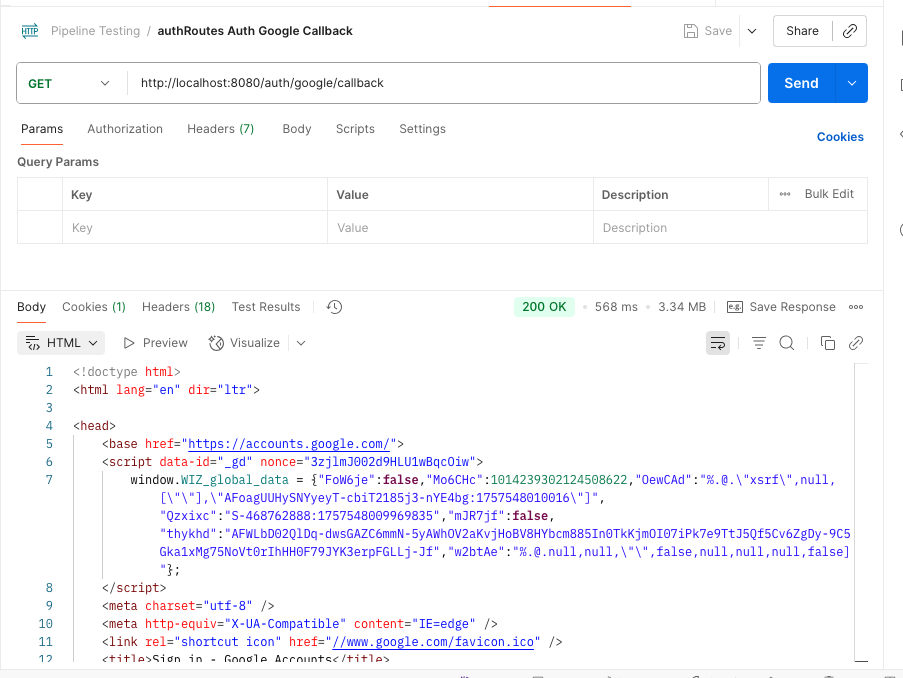 HTTP Pipeline Testing / authRoutes Auth Google Callback Save Share
GET http://localhost:8080/auth/google/callback Send
Params Authorization Headers (7) Body Scripts Settings Cookies
Query Params
Key Value Description ••• Bulk Edit
Key Value Description
Body Cookies (1) Headers (18) Test Results 200 OK • 568 ms • 3.34 MB e.g. Save Response •••
HTML Preview Visualize
1 <!doctype html>
2 <html lang="en" dir="ltr">
3
4 <head>
5 <base href="https://accounts.google.com/">
6 <script data-id="_gd" nonce="3zjlmJ002d9HLU1wBqcOiw">
7 window.WIZ_global_data = {"FoW6je":false,"Mo6CHc":1014239302124508622,"OewCAd":"%.@.\"xsrf\",null,
[\"\"],\"AFoagUUHySNYyeyT-cbiT2185j3-nYE4bg:1757548010016\"]",
"Qzxixc":"S-468762888:1757548009969835","mJR7jf":false,
"thykhd":"AFWLbD02QlDq-dwsGAZC6mmN-5yAWhOV2aKvjHoBV8HYbcm885In0TkKjmOI07iPk7e9TtJ5Qf5Cv6ZgDy-9C5
Gka1xMg75NoVt0rIhHH0F79JYK3erpFGLLj-Jf","w2btAe":"%.@.null,null,\"\",false,null,null,null,false]
"};
8 </script>
9 <meta charset="utf-8" />
10 <meta http-equiv="X-UA-Compatible" content="IE=edge" />
11 <link rel="shortcut icon" href="//www.google.com/favicon.ico" />
12 <title>Sign in - Google Accounts</title>